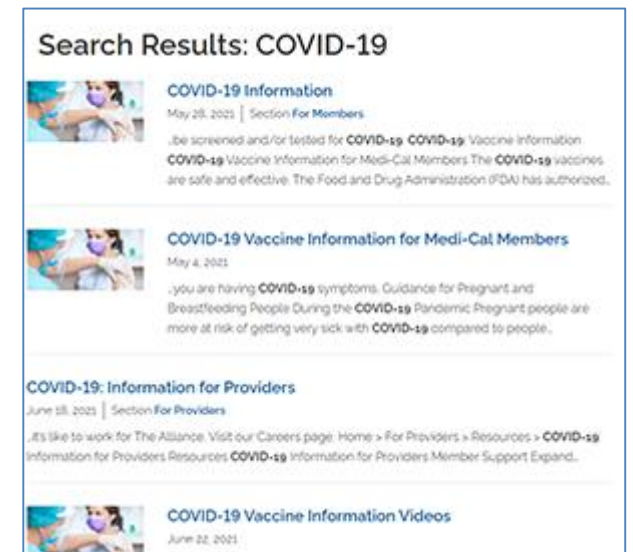 Search Results: COVID-19
COVID-19 Information
May 28, 2021 | Section For Members
...be screened and/or tested for COVID-19. COVID-19: Vaccine Information
COVID-19 Vaccine Information for Medi-Cal Members The COVID-19 vaccines
are safe and effective. The Food and Drug Administration (FDA) has authorized...
COVID-19 Vaccine Information for Medi-Cal Members
May 4, 2021
...you are having COVID-19 symptoms. Guidance for Pregnant and
Breastfeeding People During the COVID-19 Pandemic Pregnant people are
more at risk of getting very sick with COVID-19 compared to people...
COVID-19: Information for Providers
June 18, 2021 | Section For Providers
...it's like to work for The Alliance. Visit our Careers page. Home > For Providers > Resources > COVID-19
Information for Providers Resources COVID-19 Information for Providers Member Support Expand...
COVID-19 Vaccine Information Videos
June 22, 2021